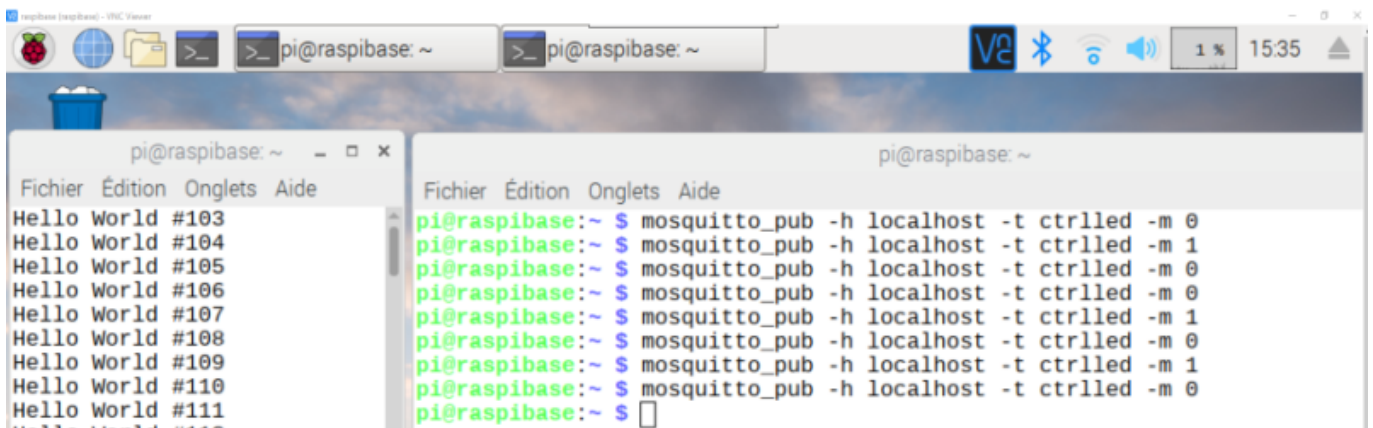 raspibase (raspibase) - VNC Viewer
pi@raspibase: ~
pi@raspibase: ~
1 %
15:35
pi@raspibase: ~
Fichier Édition Onglets Aide
Hello World #103
Hello World #104
Hello World #105
Hello World #106
Hello World #107
Hello World #108
Hello World #109
Hello World #110
Hello World #111
pi@raspibase: ~
Fichier Édition Onglets Aide
pi@raspibase:~ $ mosquitto_pub -h localhost -t ctrlled -m 0
pi@raspibase:~ $ mosquitto_pub -h localhost -t ctrlled -m 1
pi@raspibase:~ $ mosquitto_pub -h localhost -t ctrlled -m 0
pi@raspibase:~ $ mosquitto_pub -h localhost -t ctrlled -m 0
pi@raspibase:~ $ mosquitto_pub -h localhost -t ctrlled -m 1
pi@raspibase:~ $ mosquitto_pub -h localhost -t ctrlled -m 0
pi@raspibase:~ $ mosquitto_pub -h localhost -t ctrlled -m 1
pi@raspibase:~ $ mosquitto_pub -h localhost -t ctrlled -m 0
pi@raspibase:~ $